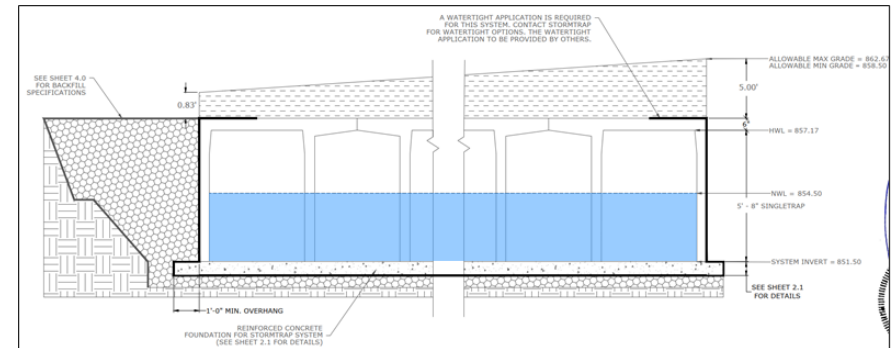 A WATERTIGHT APPLICATION IS REQUIRED
FOR THIS SYSTEM. CONTACT STORMTRAP
FOR WATERTIGHT OPTIONS. THE WATERTIGHT
APPLICATION TO BE PROVIDED BY OTHERS.
SEE SHEET 4.0
FOR BACKFILL
SPECIFICATIONS
0.83'
ALLOWABLE MAX GRADE = 862.67
ALLOWABLE MIN GRADE = 858.50
5.00'
6"
HWL = 857.17
NWL = 854.50
5' - 8" SINGLETRAP
SYSTEM INVERT = 851.50
SEE SHEET 2.1
FOR DETAILS
1'-0" MIN. OVERHANG
REINFORCED CONCRETE
FOUNDATION FOR STORMTRAP SYSTEM
(SEE SHEET 2.1 FOR DETAILS)